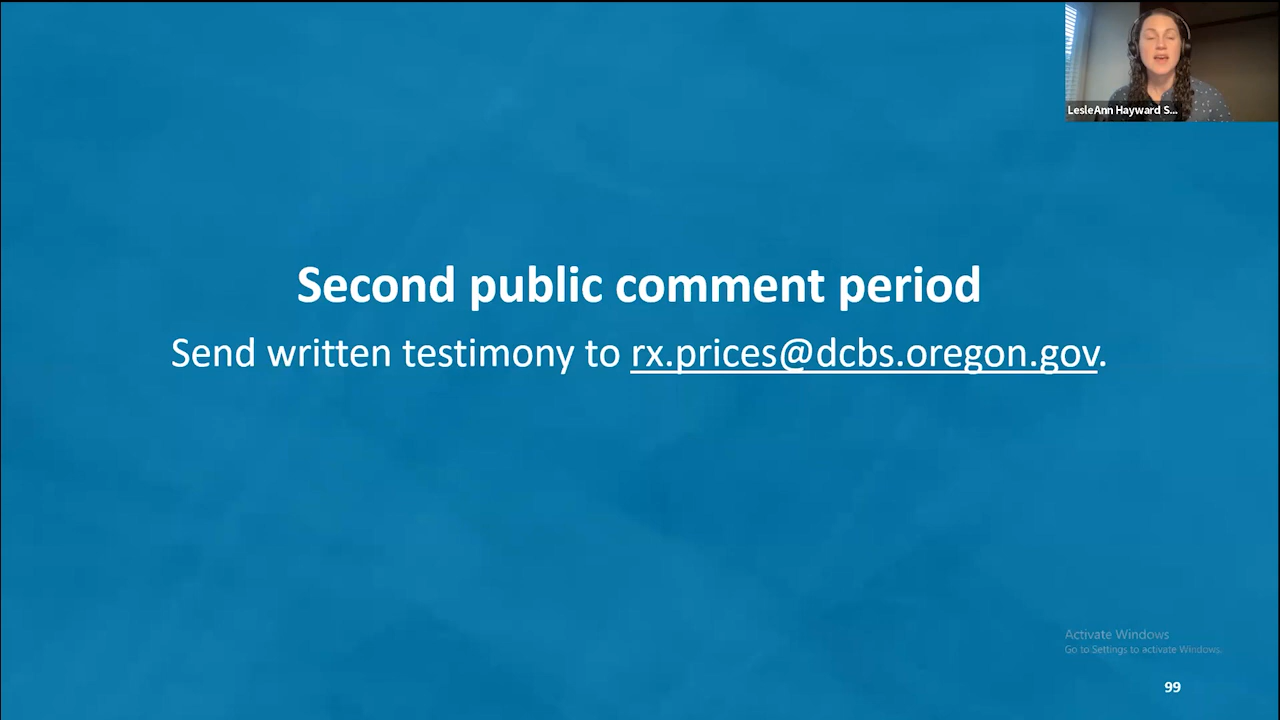 LesleAnn Hayward S...
Second public comment period
Send written testimony to rx.prices@dcbs.oregon.gov.
Activate Windows
Go to Settings to activate Windows.
99